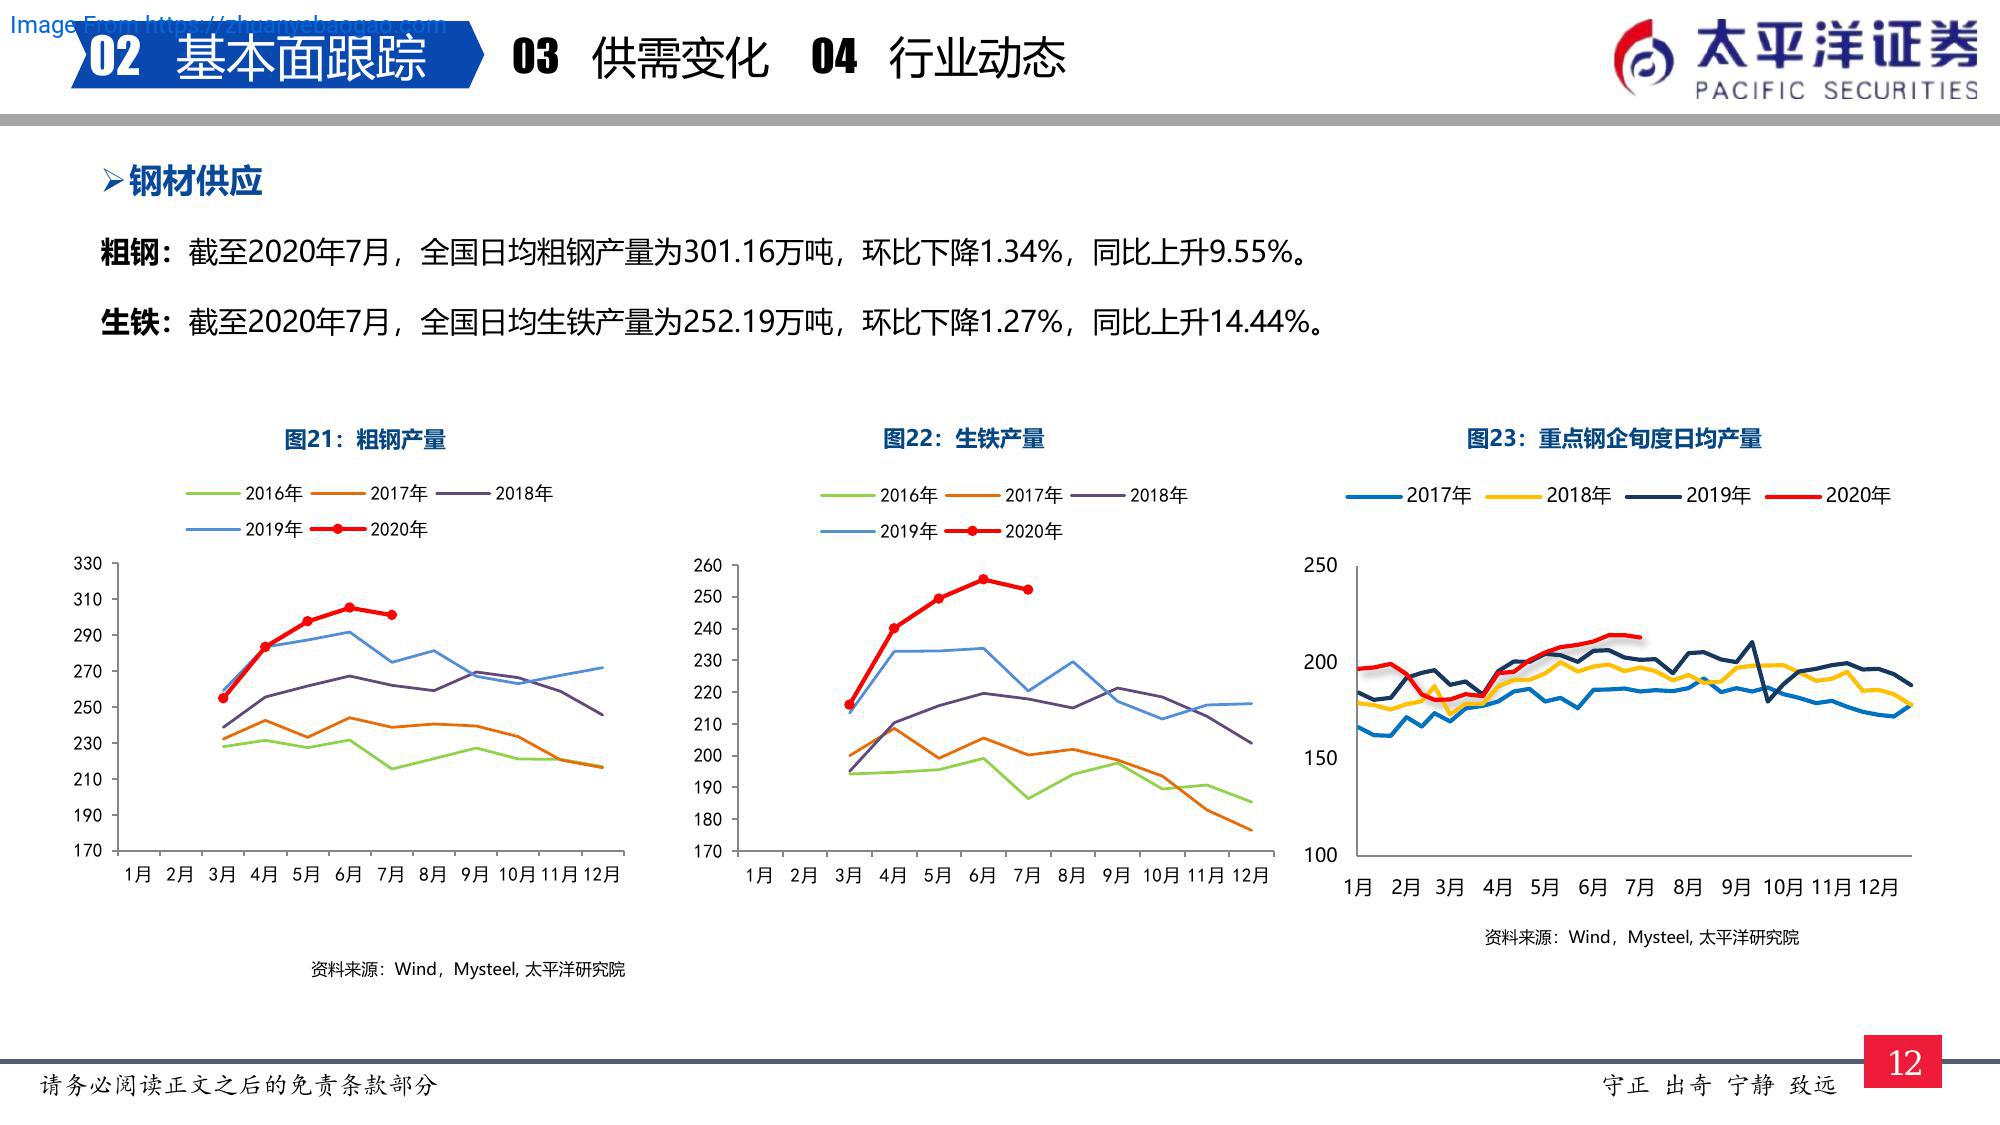 Image From https://zhuanyebaogao.com
02 基本面跟踪 03 供需变化 04 行业动态
太平洋证券
PACIFIC SECURITIES
钢材供应
粗钢：截至2020年7月，全国日均粗钢产量为301.16万吨，环比下降1.34%，同比上升9.55%。
生铁：截至2020年7月，全国日均生铁产量为252.19万吨，环比下降1.27%，同比上升14.44%。
图21：粗钢产量
2016年 2017年 2018年
2019年 2020年
330
310
290
270
250
230
210
190
170
1月 2月 3月 4月 5月 6月 7月 8月 9月 10月 11月 12月
资料来源：Wind，Mysteel, 太平洋研究院
图22：生铁产量
2016年 2017年 2018年
2019年 2020年
260
250
240
230
220
210
200
190
180
170
1月 2月 3月 4月 5月 6月 7月 8月 9月 10月 11月 12月
图23：重点钢企旬度日均产量
2017年 2018年 2019年 2020年
250
200
150
100
1月 2月 3月 4月 5月 6月 7月 8月 9月 10月 11月 12月
资料来源：Wind，Mysteel, 太平洋研究院
请务必阅读正文之后的免责条款部分
守正 出奇 宁静 致远
12